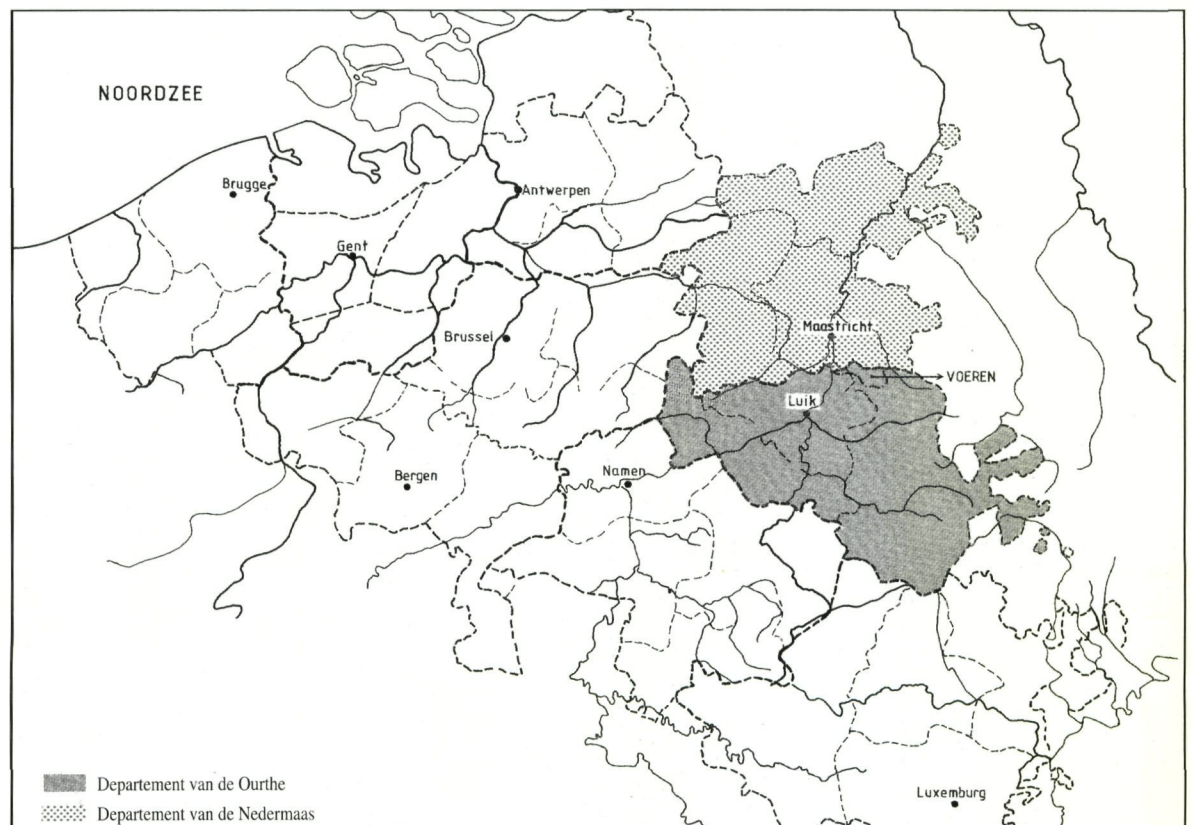 NOORDZEE
Brugge
Antwerpen
Gent
Brussel
Maastricht
VOEREN
Luik
Namen
Bergen
Luxemburg
Departement van de Ourthe
Departement van de Nedermaas